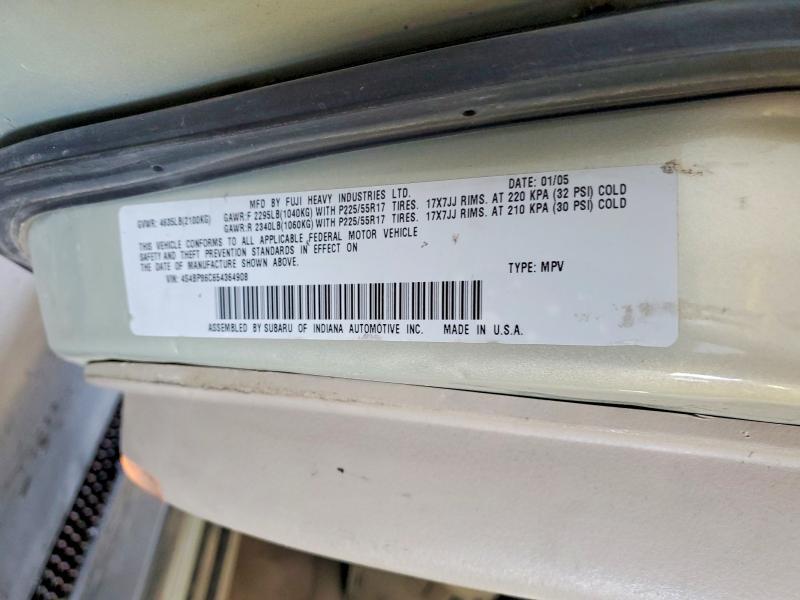 MFD BY FUJI HEAVY INDUSTRIES LTD. DATE: 01/05
GVWR: 4635LB(2100KG) GAWR:F 2295LB(1040KG) WITH P225/55R17 TIRES. 17X7JJ RIMS. AT 220 KPA (32 PSI) COLD
GAWR:R 2340LB(1060KG) WITH P225/55R17 TIRES. 17X7JJ RIMS. AT 210 KPA (30 PSI) COLD
THIS VEHICLE CONFORMS TO ALL APPLICABLE FEDERAL MOTOR VEHICLE
SAFETY AND THEFT PREVENTION STANDARDS IN EFFECT ON
THE DATE OF MANUFACTURE SHOWN ABOVE.
VIN: 4S4BP86C654364908 TYPE: MPV
ASSEMBLED BY SUBARU OF INDIANA AUTOMOTIVE INC. MADE IN U.S.A.